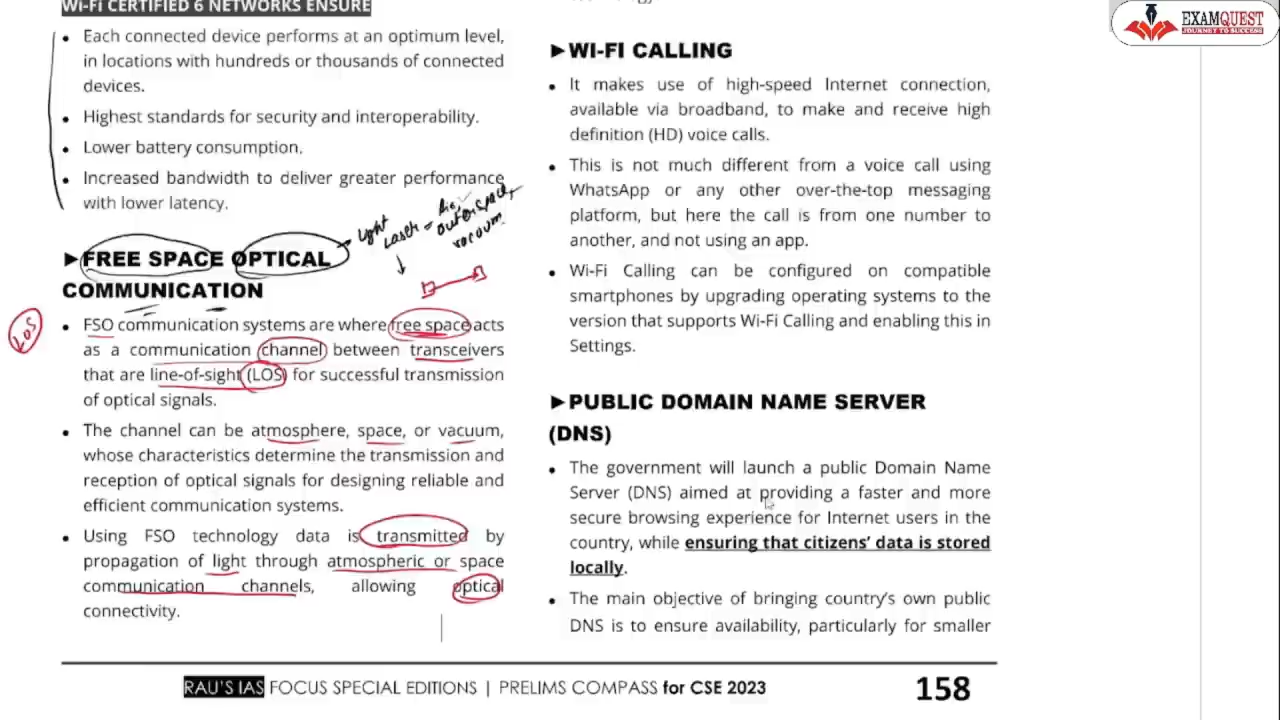 Wi-Fi CERTIFIED 6 NETWORKS ENSURE
• Each connected device performs at an optimum level,
in locations with hundreds or thousands of connected
devices.
• Highest standards for security and interoperability.
• Lower battery consumption.
• Increased bandwidth to deliver greater performance
with lower latency.
Light
Laser = Air,
outerspace,
vacuum
►FREE SPACE OPTICAL
COMMUNICATION
LOS
• FSO communication systems are where free space acts
as a communication channel between transceivers
that are line-of-sight (LOS) for successful transmission
of optical signals.
• The channel can be atmosphere, space, or vacuum,
whose characteristics determine the transmission and
reception of optical signals for designing reliable and
efficient communication systems.
• Using FSO technology data is transmitted by
propagation of light through atmospheric or space
communication channels, allowing optical
connectivity.
►WI-FI CALLING
• It makes use of high-speed Internet connection,
available via broadband, to make and receive high
definition (HD) voice calls.
• This is not much different from a voice call using
WhatsApp or any other over-the-top messaging
platform, but here the call is from one number to
another, and not using an app.
• Wi-Fi Calling can be configured on compatible
smartphones by upgrading operating systems to the
version that supports Wi-Fi Calling and enabling this in
Settings.
►PUBLIC DOMAIN NAME SERVER
(DNS)
• The government will launch a public Domain Name
Server (DNS) aimed at providing a faster and more
secure browsing experience for Internet users in the
country, while ensuring that citizens’ data is stored
locally.
• The main objective of bringing country’s own public
DNS is to ensure availability, particularly for smaller
RAU'S IAS FOCUS SPECIAL EDITIONS | PRELIMS COMPASS for CSE 2023
158
EXAMQUEST
JOURNEY TO SUCCESS